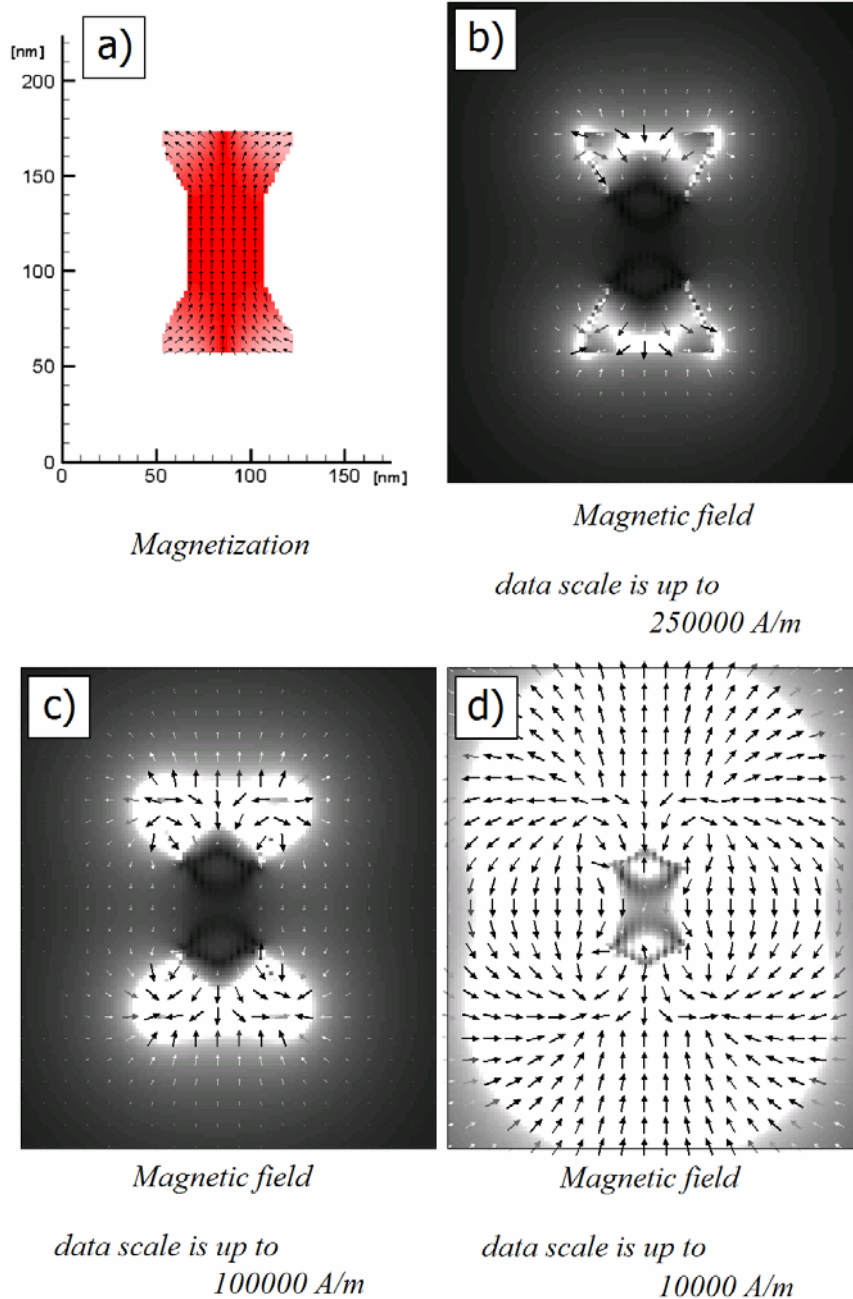 a)
[nm]
200
150
100
50
0
0 50 100 150 [nm]
Magnetization
b)
Magnetic field
data scale is up to
250000 A/m
c)
Magnetic field
data scale is up to
100000 A/m
d)
Magnetic field
data scale is up to
10000 A/m